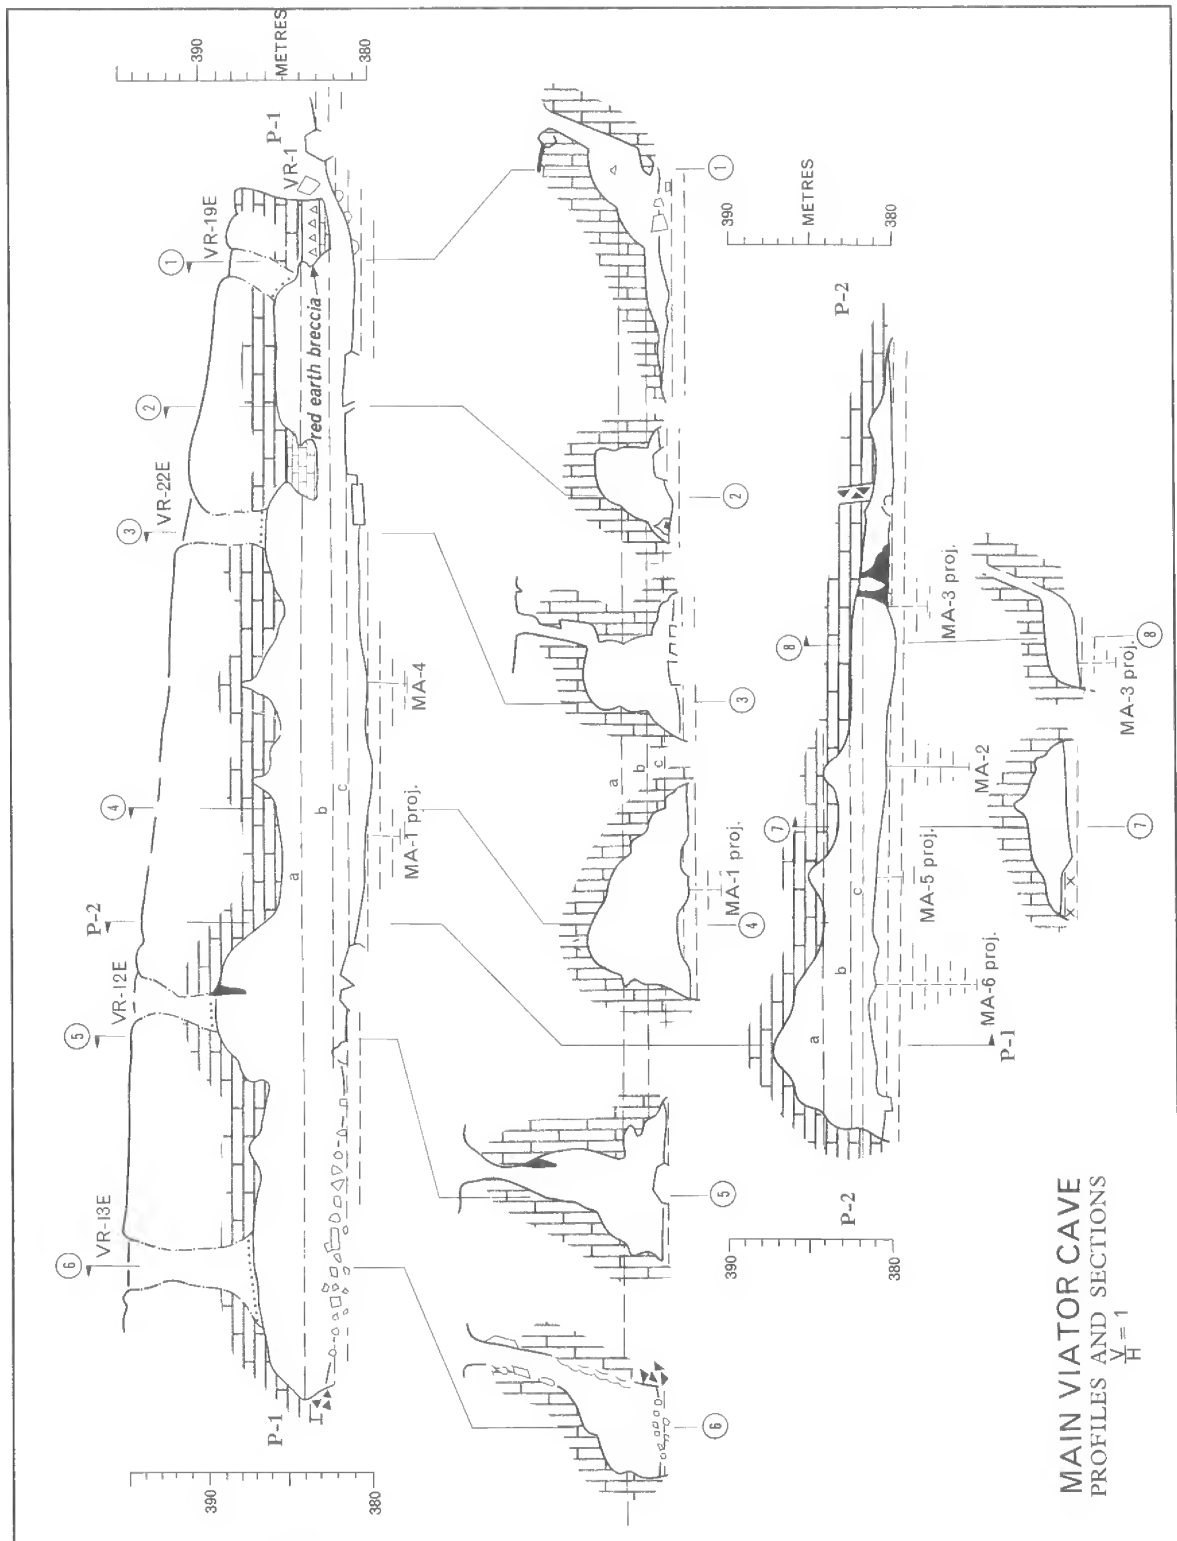 MAIN VIATOR CAVE
PROFILES AND SECTIONS
V/H = 1
390
METRES
380
P-1
VR-1
VR-19E
1
red earth breccia
2
VR-22E
3
4
P-2
VR-12E
5
VR-13E
6
P-1
390
380
a
b
c
MA-4
MA-1 proj.
1
2
3
a
b
c
MA-1 proj.
4
5
6
390
METRES
380
P-2
8
7
a
b
c
MA-3 proj.
MA-2
MA-5 proj.
MA-6 proj.
P-1
P-2
390
380
MA-3 proj.
8
7
x
x